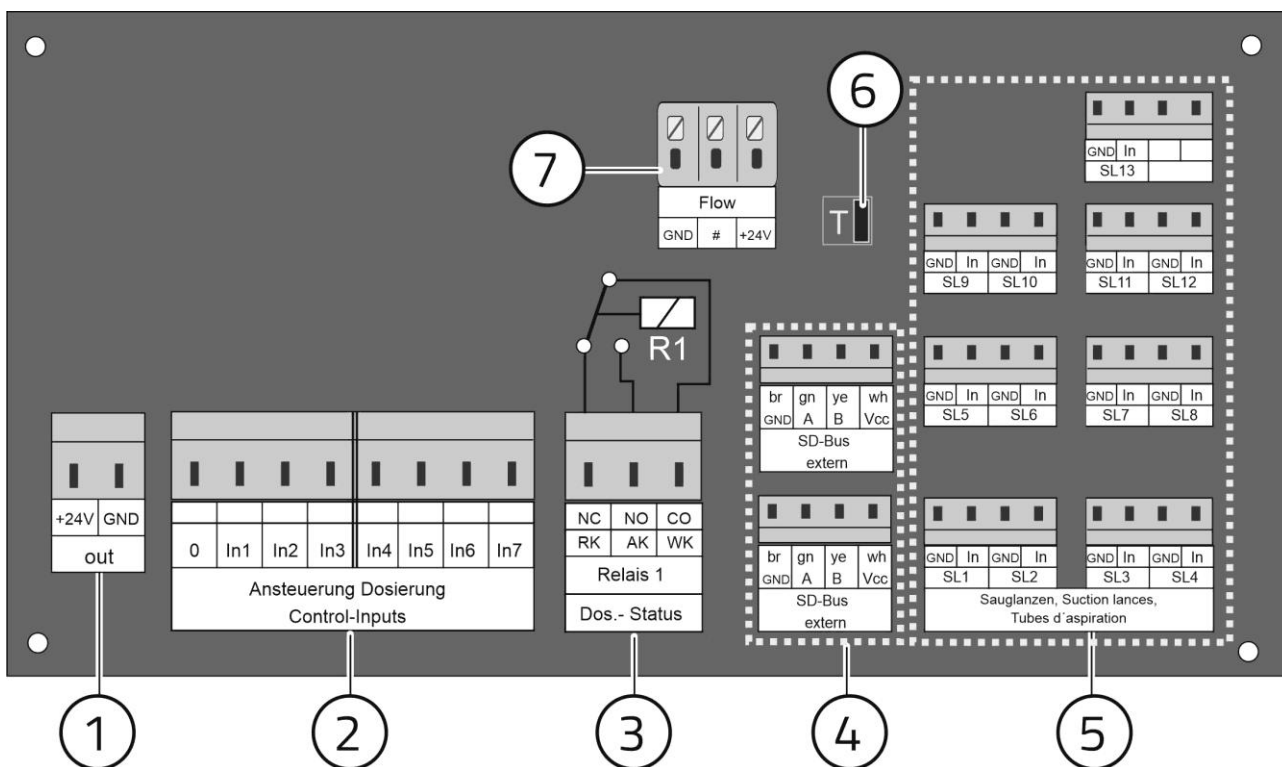 6
7
Flow
GND # +24V
T
R1
GND In
SL13
GND In GND In
SL9 SL10
GND In GND In
SL11 SL12
GND In GND In
SL5 SL6
GND In GND In
SL7 SL8
GND In GND In
SL1 SL2
GND In GND In
SL3 SL4
Sauglanzen, Suction lances,
Tubes d´aspiration
br gn ye wh
GND A B Vcc
SD-Bus
extern
br gn ye wh
GND A B Vcc
SD-Bus
extern
+24V GND
out
0 In1 In2 In3 In4 In5 In6 In7
Ansteuerung Dosierung
Control-Inputs
NC NO CO
RK AK WK
Relais 1
Dos.- Status
1
2
3
4
5